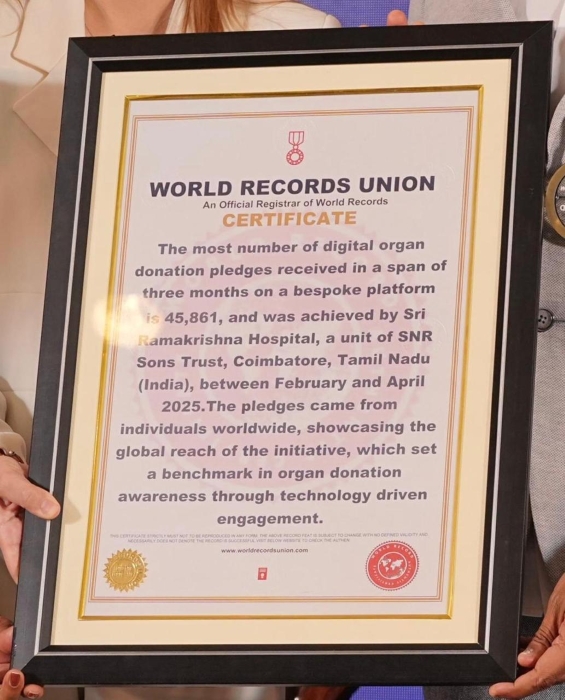 WORLD RECORDS UNION
An Official Registrar of World Records
CERTIFICATE
The most number of digital organ
donation pledges received in a span of
three months on a bespoke platform
is 45,861, and was achieved by Sri
Ramakrishna Hospital, a unit of SNR
Sons Trust, Coimbatore, Tamil Nadu
(India), between February and April
2025.The pledges came from
individuals worldwide, showcasing the
global reach of the initiative, which set
a benchmark in organ donation
awareness through technology driven
engagement.
www.worldrecordsunion.com